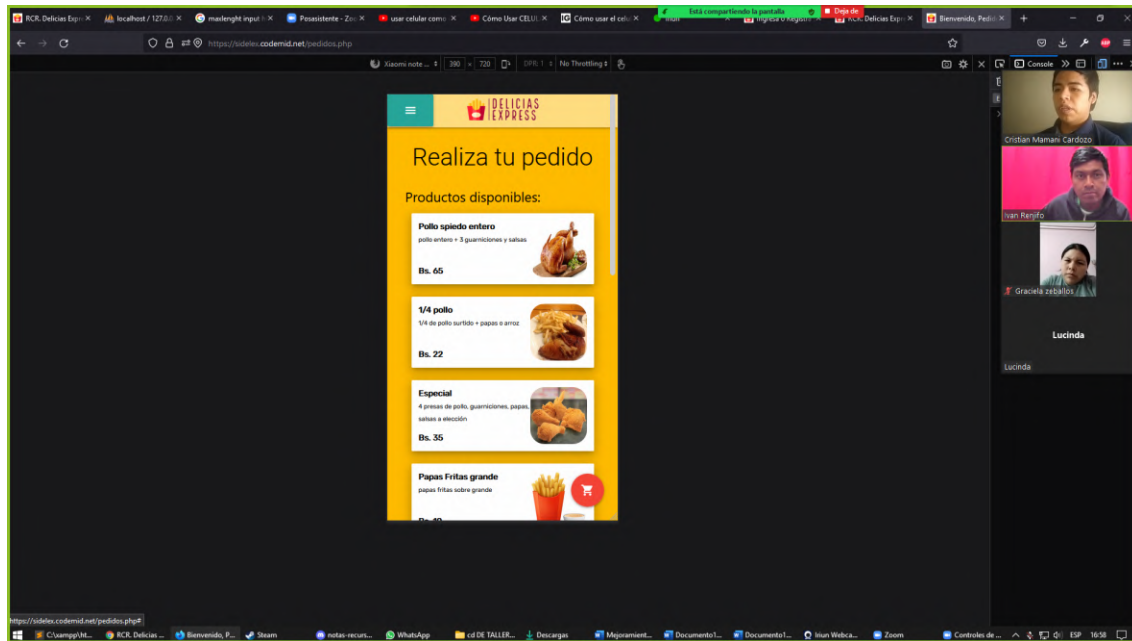 RCR. Delicias Expr
localhost / 127.0.0
maxlenght input h
Pesasistente - Zoo
usar celular como
Cómo Usar CELUL
Cómo usar el celu
Está compartiendo la pantalla
Deja de
Ingresa o Regístr
RCR. Delicias Expr
Bienvenido, Pedid
https://sidelex.codemid.net/pedidos.php
Xiaomi note ...
390 x 720
DPR: 1
No Throttling
Console
DELICIAS
EXPRESS
Realiza tu pedido
Productos disponibles:
Pollo spiedo entero
pollo entero + 3 guarniciones y salsas
Bs. 65
1/4 pollo
1/4 de pollo surtido + papas o arroz
Bs. 22
Especial
4 presas de pollo, guarniciones, papas,
salsas a elección
Bs. 35
Papas Fritas grande
papas fritas sobre grande
Cristian Mamani Cardozo
Ivan Renjifo
Graciela zeballos
Lucinda
Lucinda
https://sidelex.codemid.net/pedidos.php#
C:\xampp\ht...
RCR. Delicias ...
Bienvenido, P...
Steam
notas-recurs...
WhatsApp
cd DE TALLER...
Descargas
Mejoramient...
Documento1...
Documento1...
Iriun Webca...
Zoom
Controles de ...
ESP
16:58